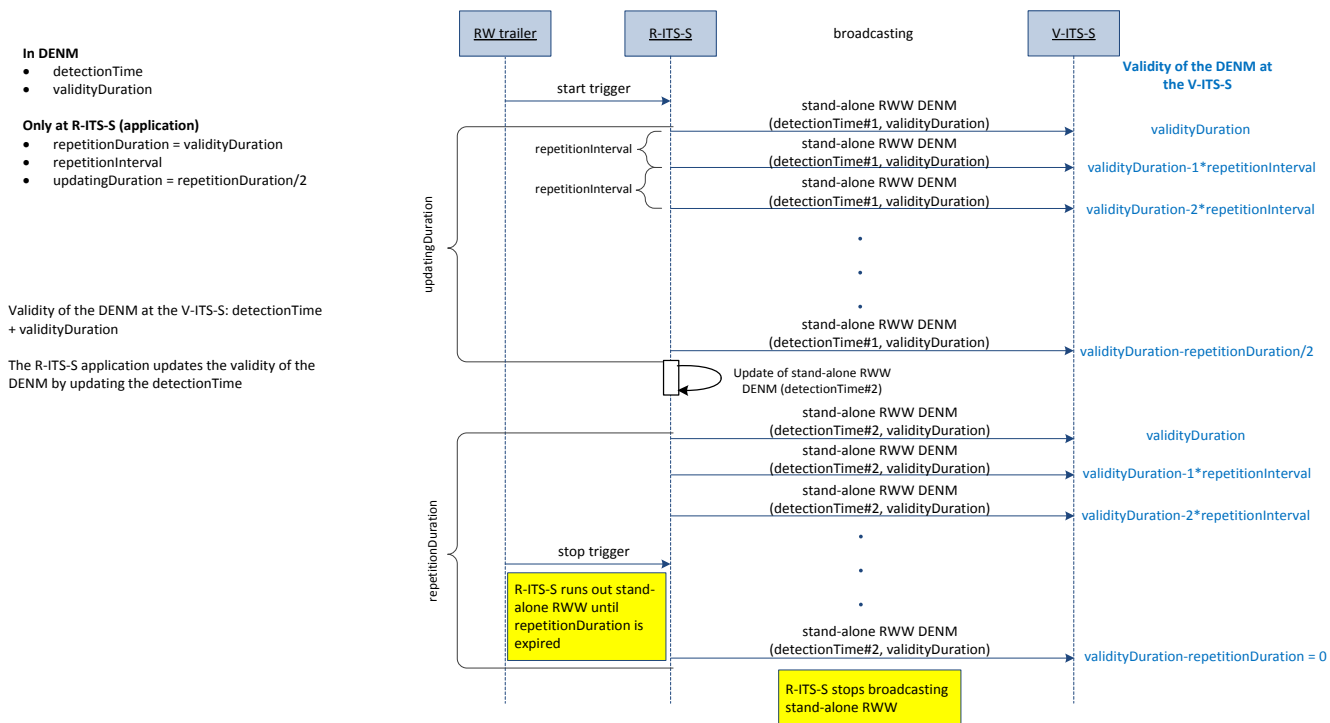 RW trailer
R-ITS-S
broadcasting
V-ITS-S
In DENM
• detectionTime
• validityDuration
Only at R-ITS-S (application)
• repetitionDuration = validityDuration
• repetitionInterval
• updatingDuration = repetitionDuration/2
Validity of the DENM at the V-ITS-S: detectionTime
+ validityDuration
The R-ITS-S application updates the validity of the
DENM by updating the detectionTime
Validity of the DENM at
the V-ITS-S
start trigger
updatingDuration
stand-alone RWW DENM
(detectionTime#1, validityDuration)
validityDuration
repetitionInterval
stand-alone RWW DENM
(detectionTime#1, validityDuration)
validityDuration-1*repetitionInterval
repetitionInterval
stand-alone RWW DENM
(detectionTime#1, validityDuration)
validityDuration-2*repetitionInterval
stand-alone RWW DENM
(detectionTime#1, validityDuration)
validityDuration-repetitionDuration/2
Update of stand-alone RWW
DENM (detectionTime#2)
repetitionDuration
stand-alone RWW DENM
(detectionTime#2, validityDuration)
validityDuration
stand-alone RWW DENM
(detectionTime#2, validityDuration)
validityDuration-1*repetitionInterval
stand-alone RWW DENM
(detectionTime#2, validityDuration)
validityDuration-2*repetitionInterval
stop trigger
R-ITS-S runs out stand-
alone RWW until
repetitionDuration is
expired
stand-alone RWW DENM
(detectionTime#2, validityDuration)
validityDuration-repetitionDuration = 0
R-ITS-S stops broadcasting
stand-alone RWW